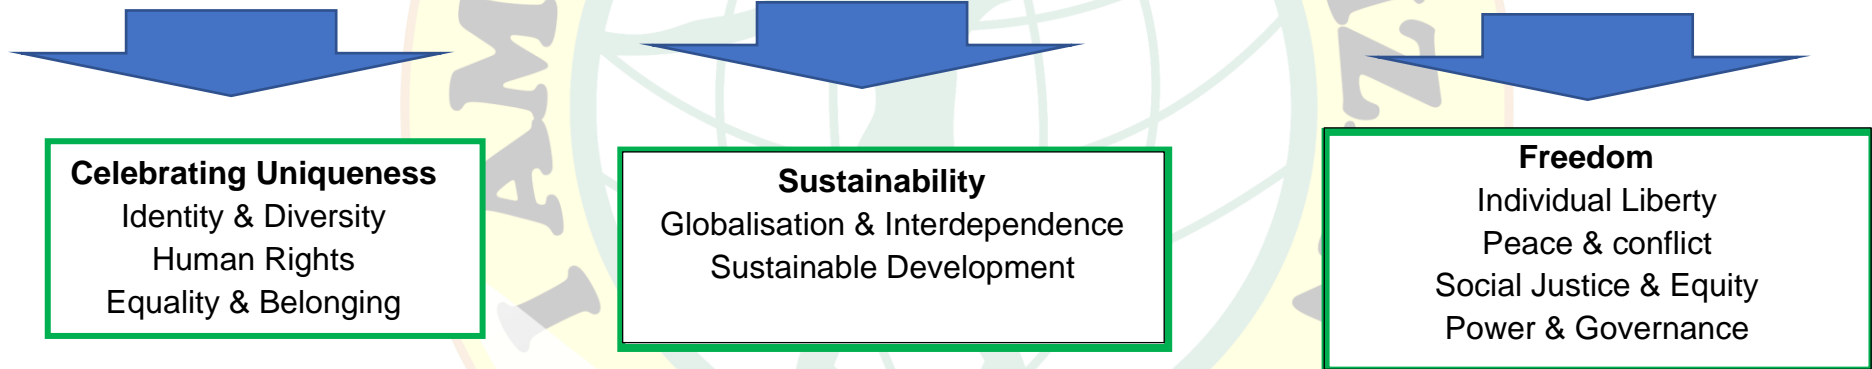 Celebrating Uniqueness
Identity & Diversity
Human Rights
Equality & Belonging
Sustainability
Globalisation & Interdependence
Sustainable Development
Freedom
Individual Liberty
Peace & conflict
Social Justice & Equity
Power & Governance
I AM
Z